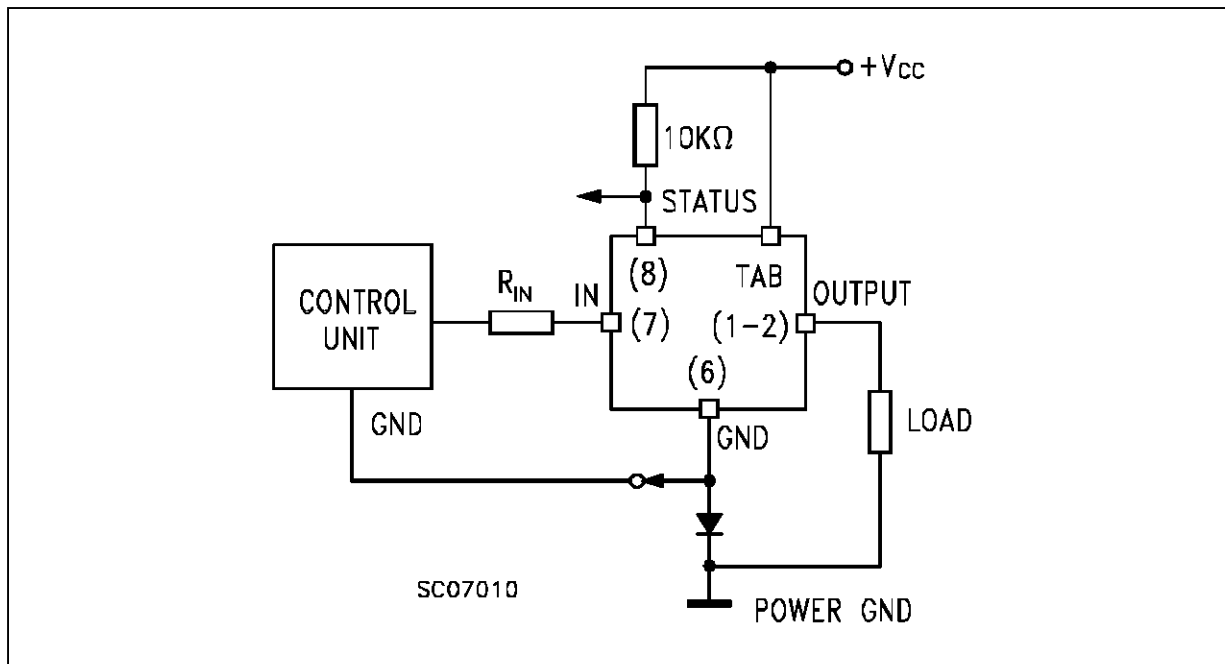 +VCC
10KΩ
STATUS
(8)
TAB
CONTROL
UNIT
RIN
IN
(7)
(1-2)
OUTPUT
(6)
GND
GND
LOAD
SC07010
POWER GND